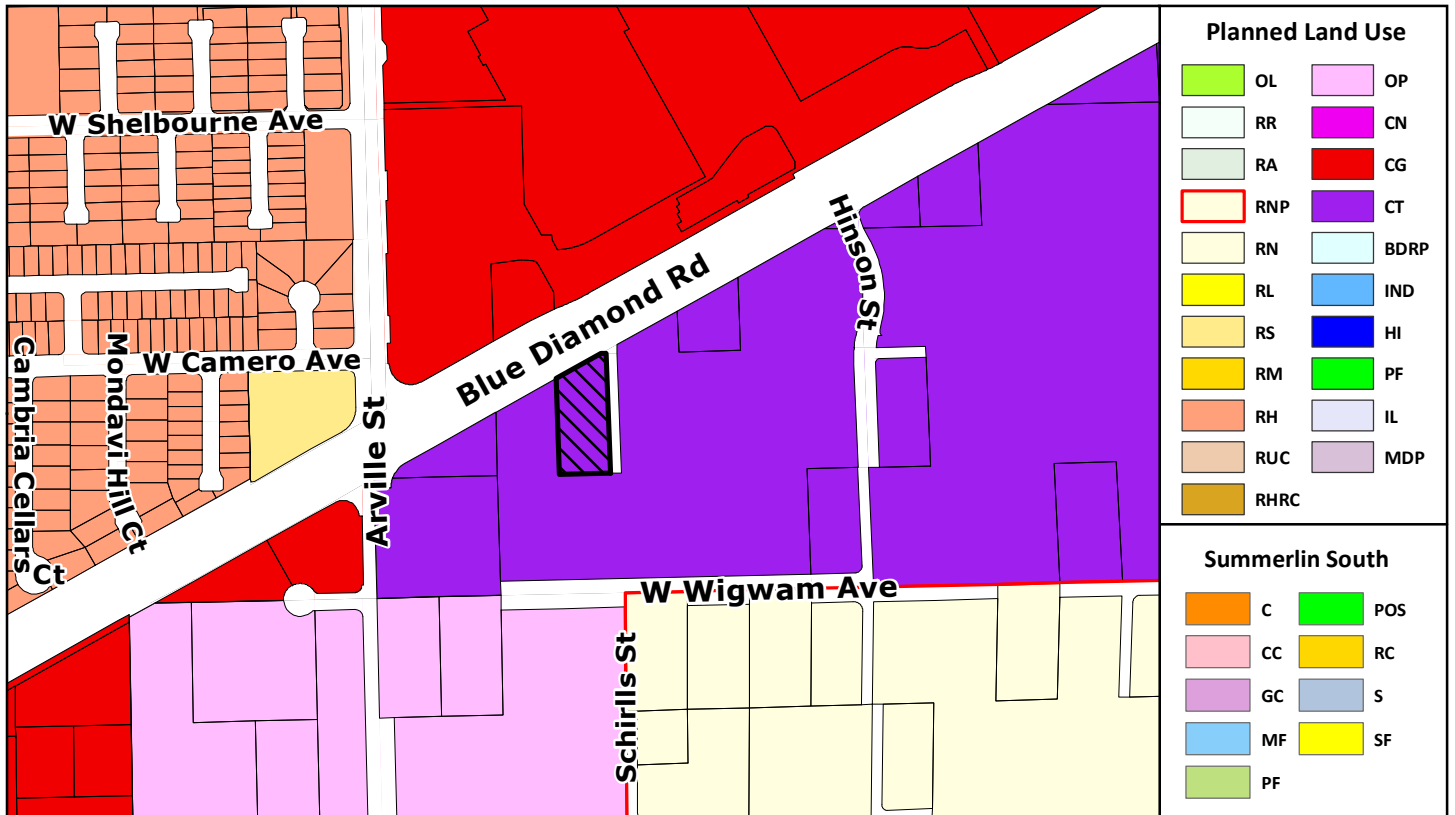 W Shelbourne Ave
W Camero Ave
Cambria Cellars
Ct
Mondavi Hill Ct
Arville St
Blue Diamond Rd
Hinson St
W Wigwam Ave
Schirlls St
Planned Land Use
OL
OP
RR
CN
RA
CG
RNP
CT
RN
BDRP
RL
IND
RS
HI
RM
PF
RH
IL
RUC
MDP
RHRC
Summerlin South
C
POS
CC
RC
GC
S
MF
SF
PF